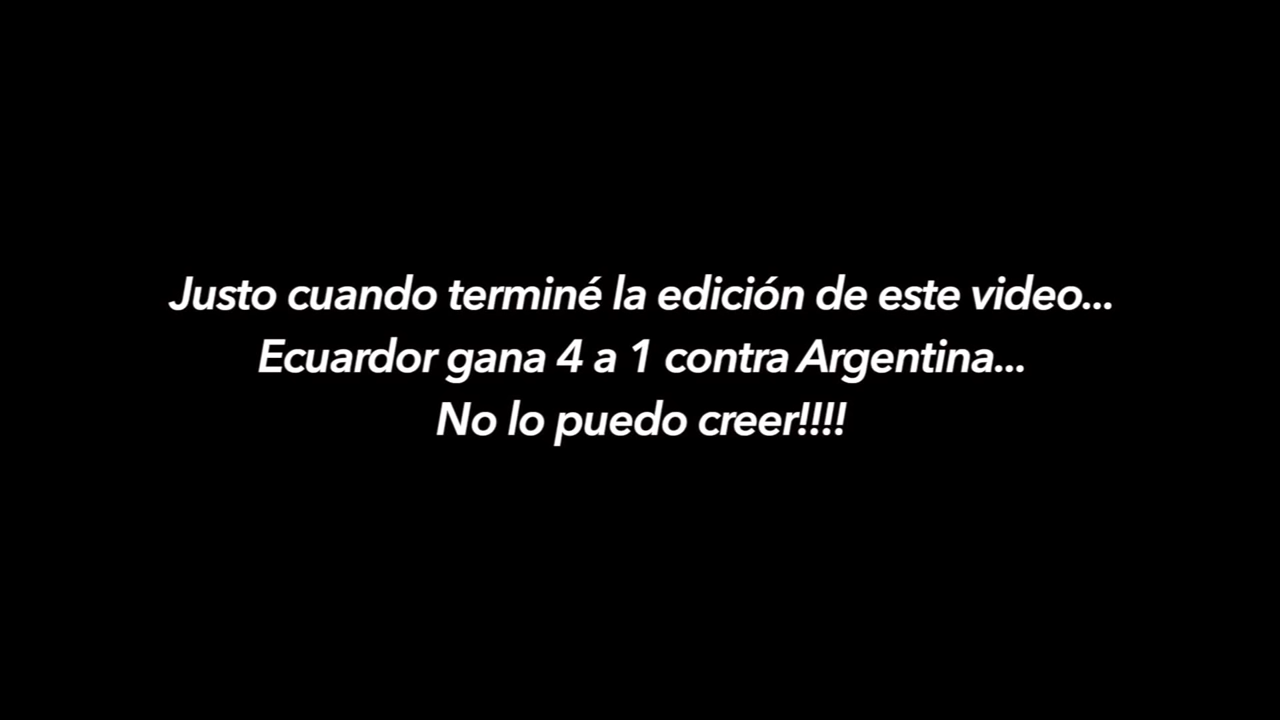 Justo cuando terminé la edición de este video...
Ecuardor gana 4 a 1 contra Argentina...
No lo puedo creer!!!!